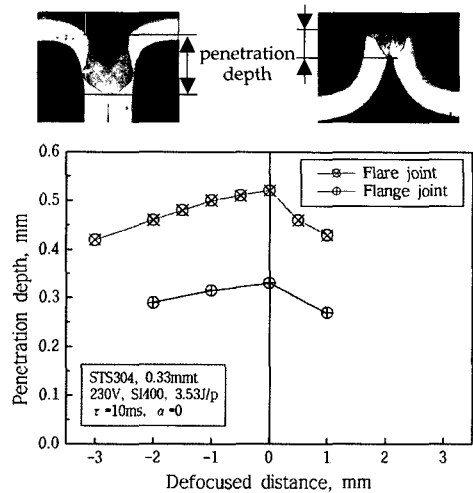 penetration
depth
0.6
0.5
0.4
0.3
0.2
0.1
0.0
Penetration depth, mm
Flare joint
Flange joint
STS304, 0.33mmt
230V, SI400, 3.53J/p
τ=10ms, α=0
-3 -2 -1 0 1 2 3
Defocused distance, mm